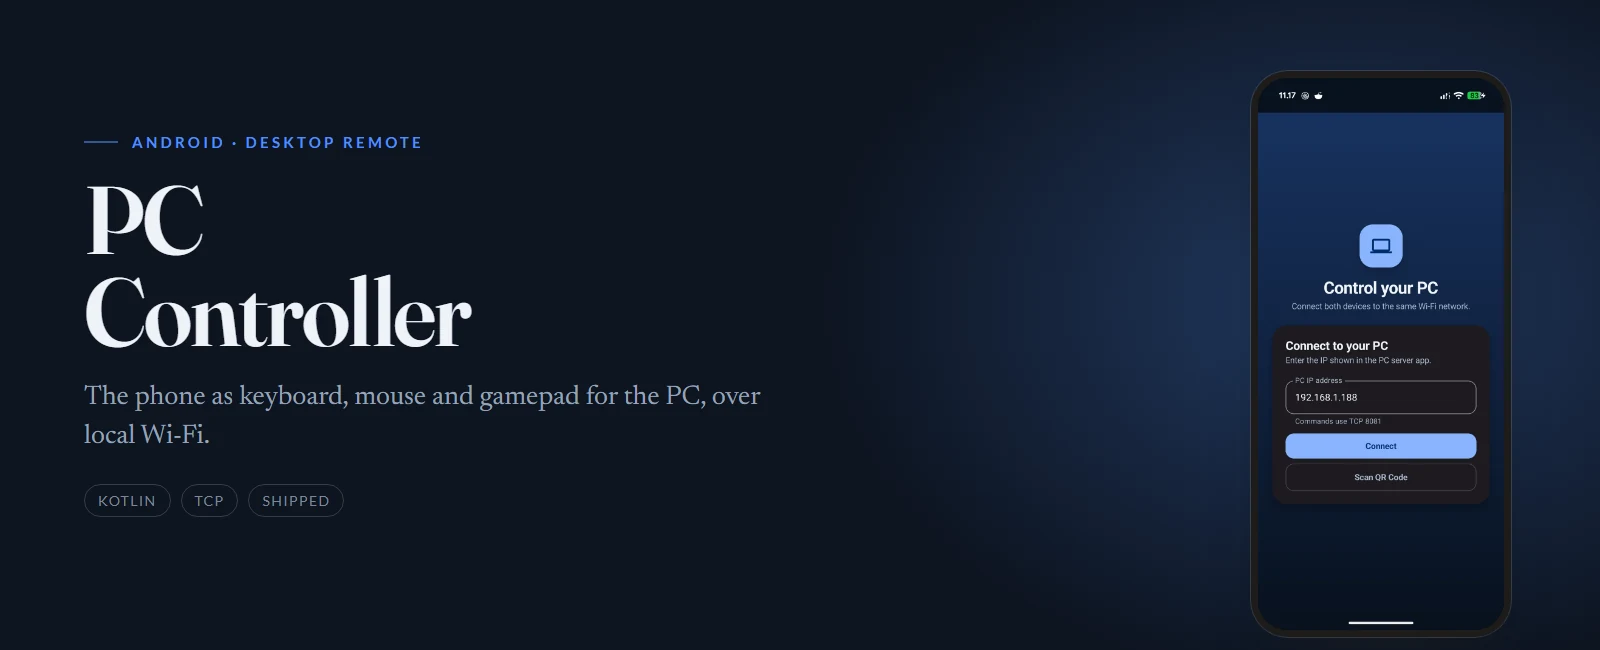 ANDROID · DESKTOP REMOTE
PC
Controller
The phone as keyboard, mouse and gamepad for the PC, over
local Wi-Fi.
KOTLIN TCP SHIPPED
11.17
83
Control your PC
Connect both devices to the same Wi-Fi network.
Connect to your PC
Enter the IP shown in the PC server app.
PC IP address
192.168.1.188
Commands use TCP 8081
Connect
Scan QR Code